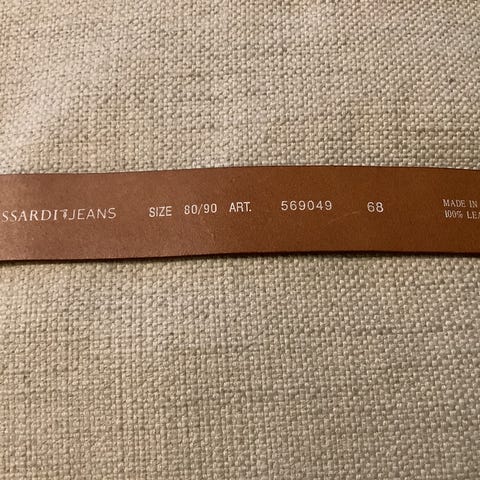 SSARDI JEANS SIZE 80/90 ART. 569049 68
MADE IN
100% LEA